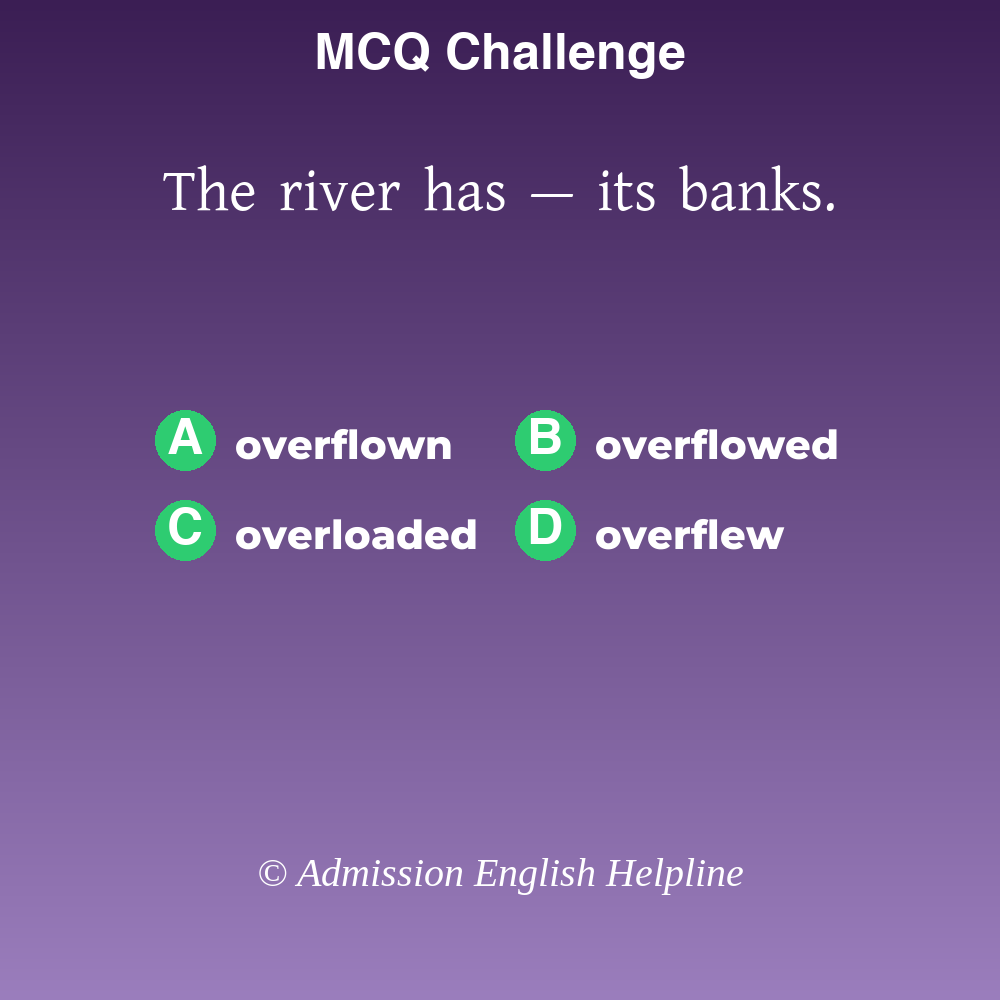 MCQ Challenge
The river has — its banks.
A overflown B overflowed
C overloaded D overflew
© Admission English Helpline